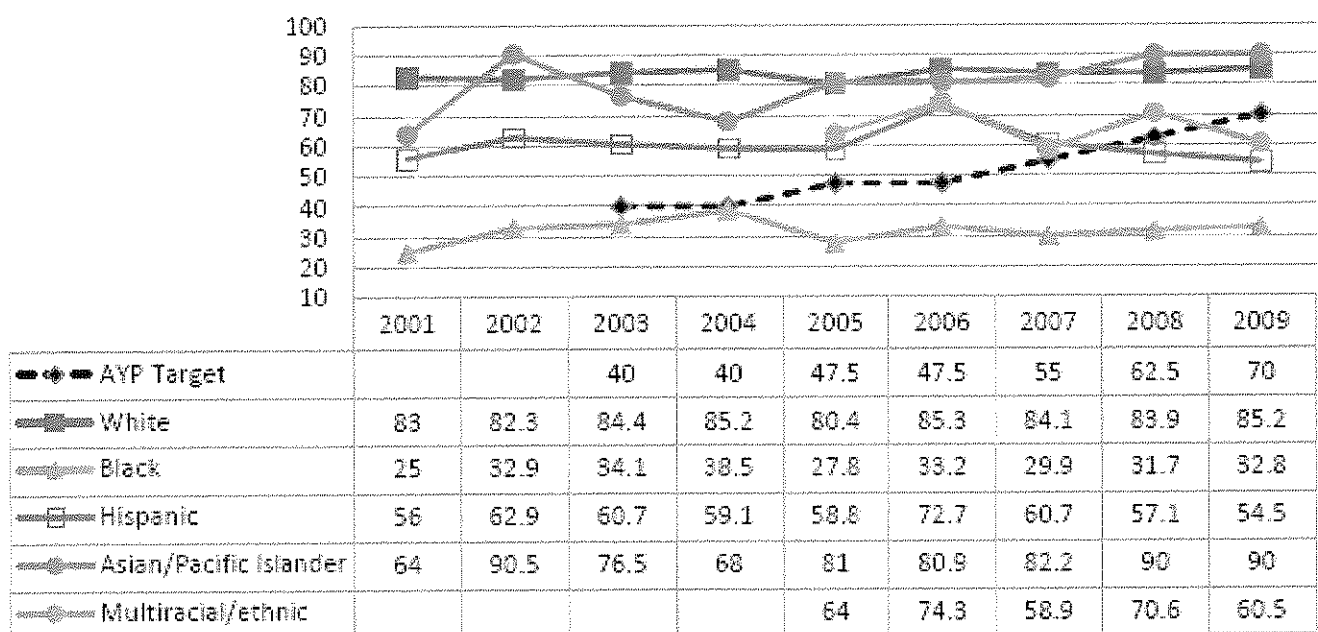 100
90
80
70
60
50
40
30
20
10
2001 2002 2003 2004 2005 2006 2007 2008 2009
AYP Target 40 40 47.5 47.5 55 62.5 70
White 83 82.3 84.4 85.2 80.4 85.3 84.1 83.9 85.2
Black 25 32.9 34.1 38.5 27.8 33.2 29.9 31.7 32.8
Hispanic 56 62.9 60.7 59.1 58.8 72.7 60.7 57.1 54.5
Asian/Pacific Islander 64 90.5 76.5 68 81 80.9 82.2 90 90
Multiracial/ethnic 64 74.3 58.9 70.6 60.5